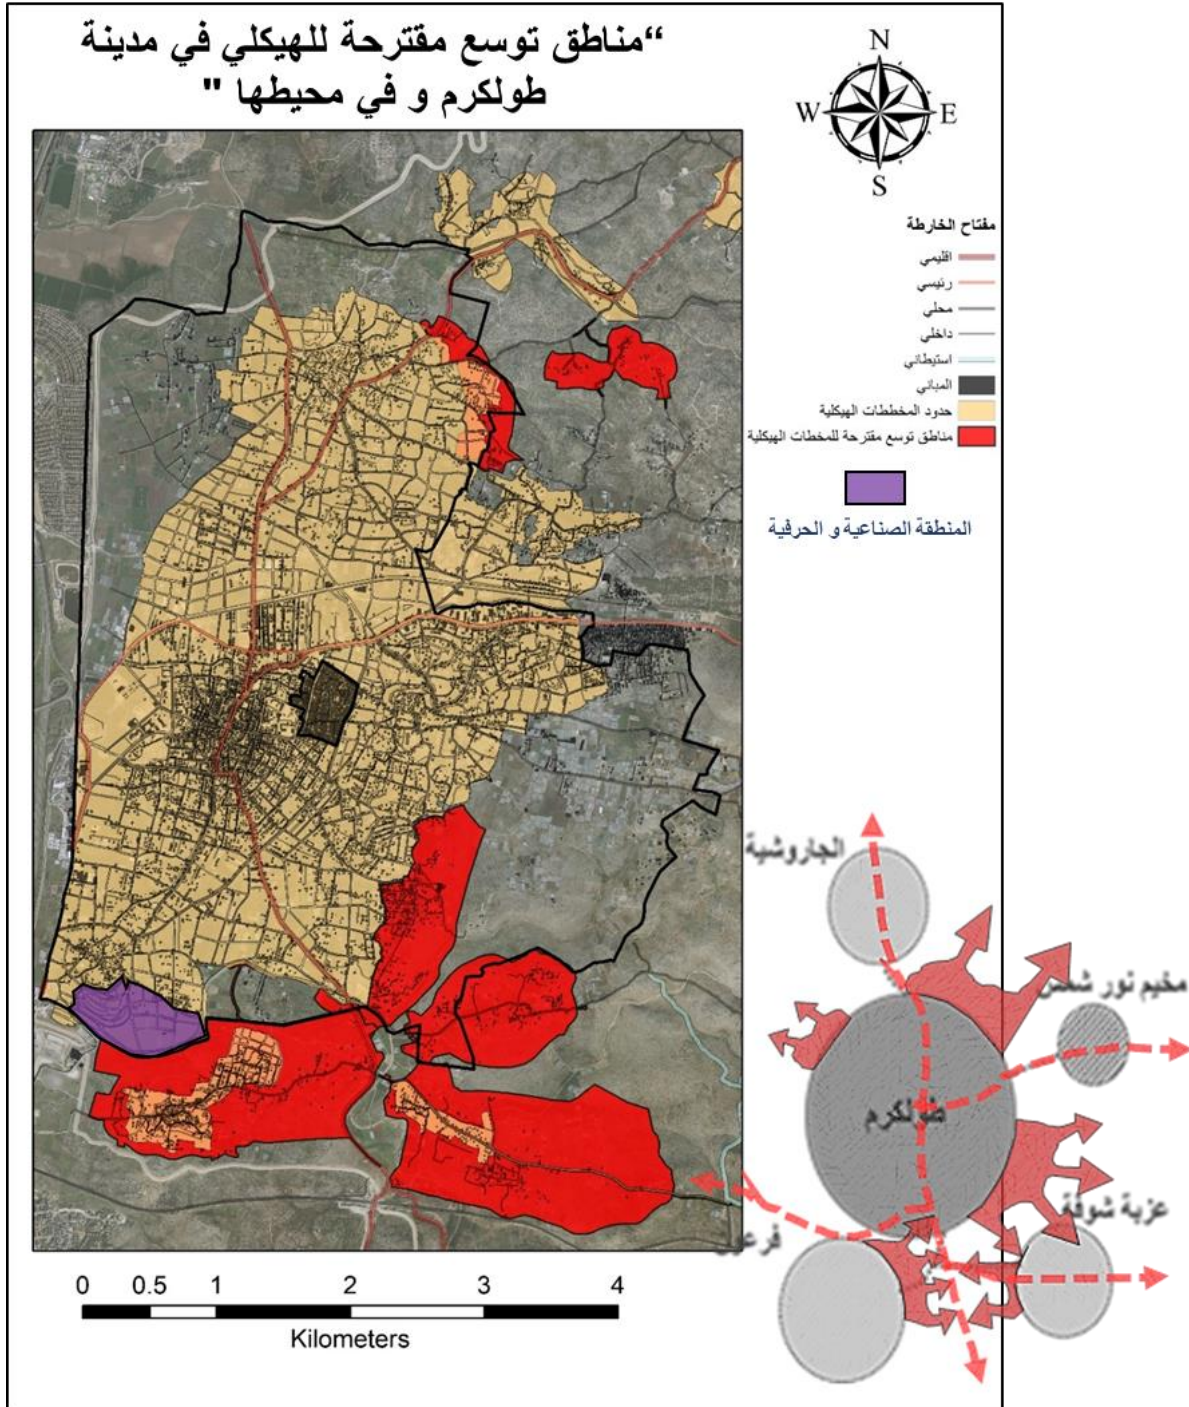 “مناطق توسع مقترحة للهيكلي في مدينة
طولكرم و في محيطها "
N
W E
S
مفتاح الخارطة
اقليمي
رئيسي
محلي
داخلي
استيطاني
المباني
حدود المخططات الهيكلية
مناطق توسع مقترحة للمخطات الهيكلية
المنطقة الصناعية و الحرفية
الجاروشية
مخيم نور شمس
طولكرم
عزبة شوفة
0 0.5 1 2 3 4
Kilometers